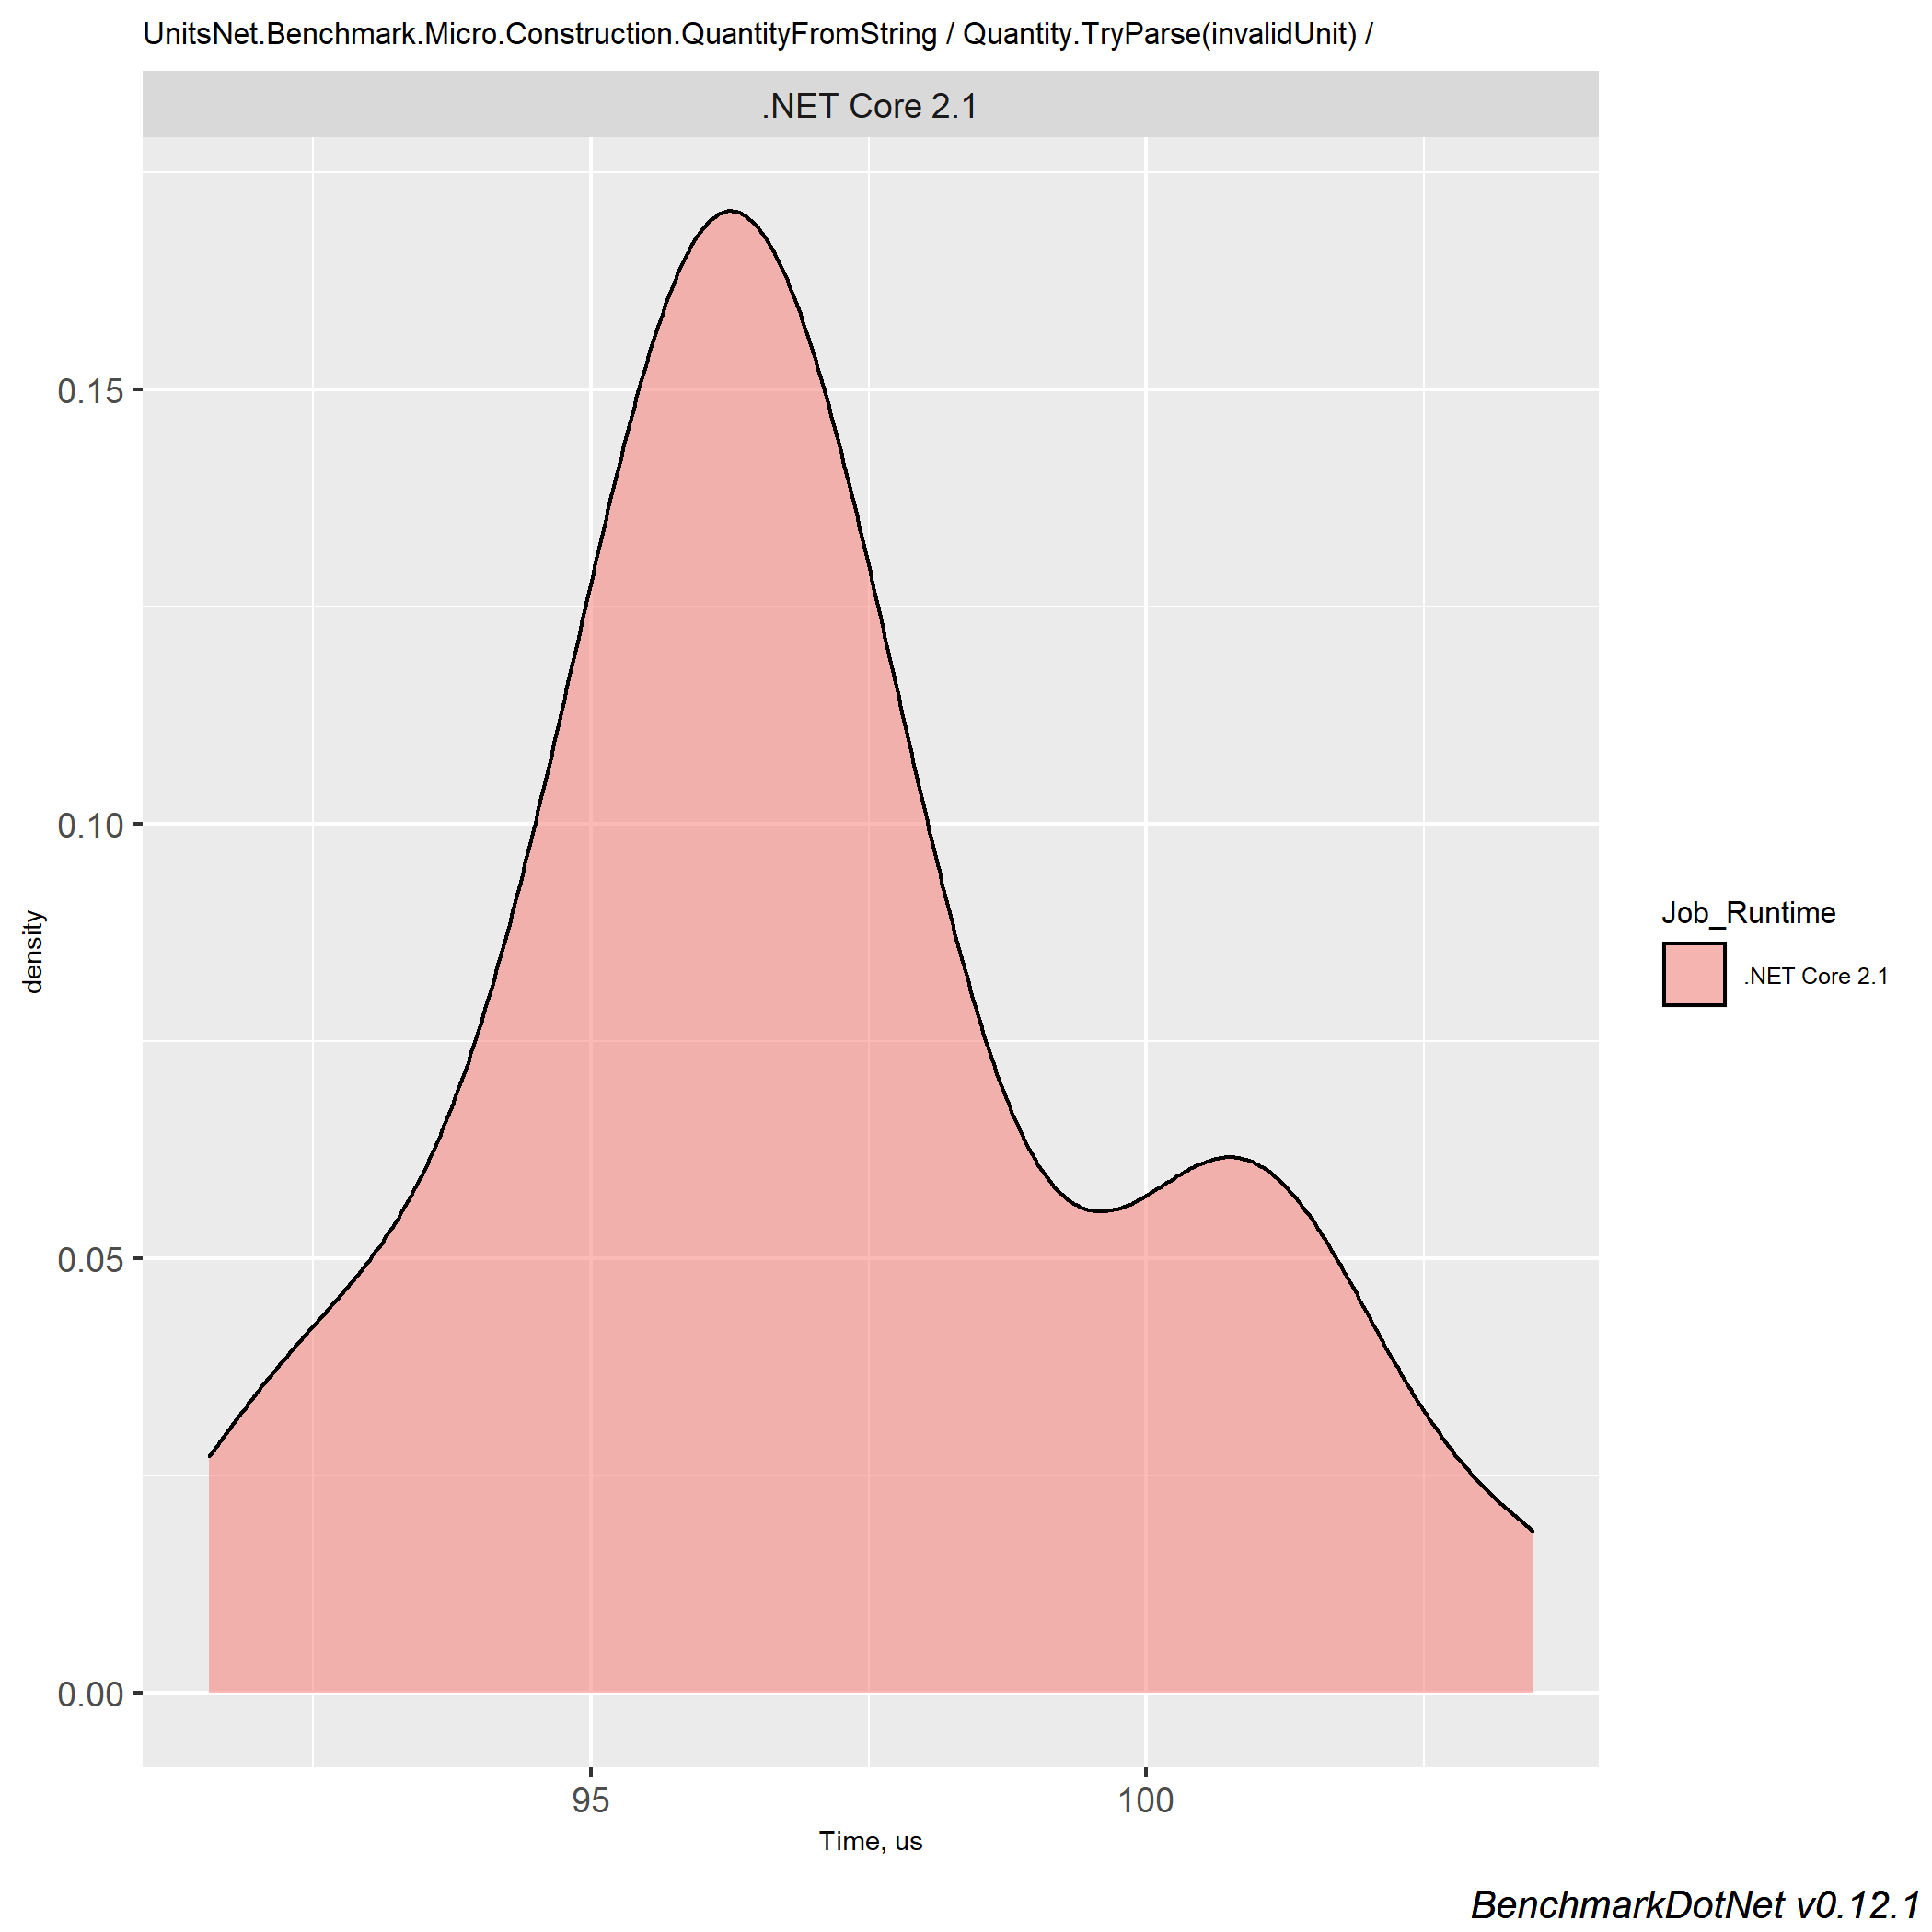 UnitsNet.Benchmark.Micro.Construction.QuantityFromString / Quantity.TryParse(invalidUnit) /
.NET Core 2.1
0.15
0.10
0.05
0.00
density
95
100
Time, us
Job_Runtime
.NET Core 2.1
BenchmarkDotNet v0.12.1